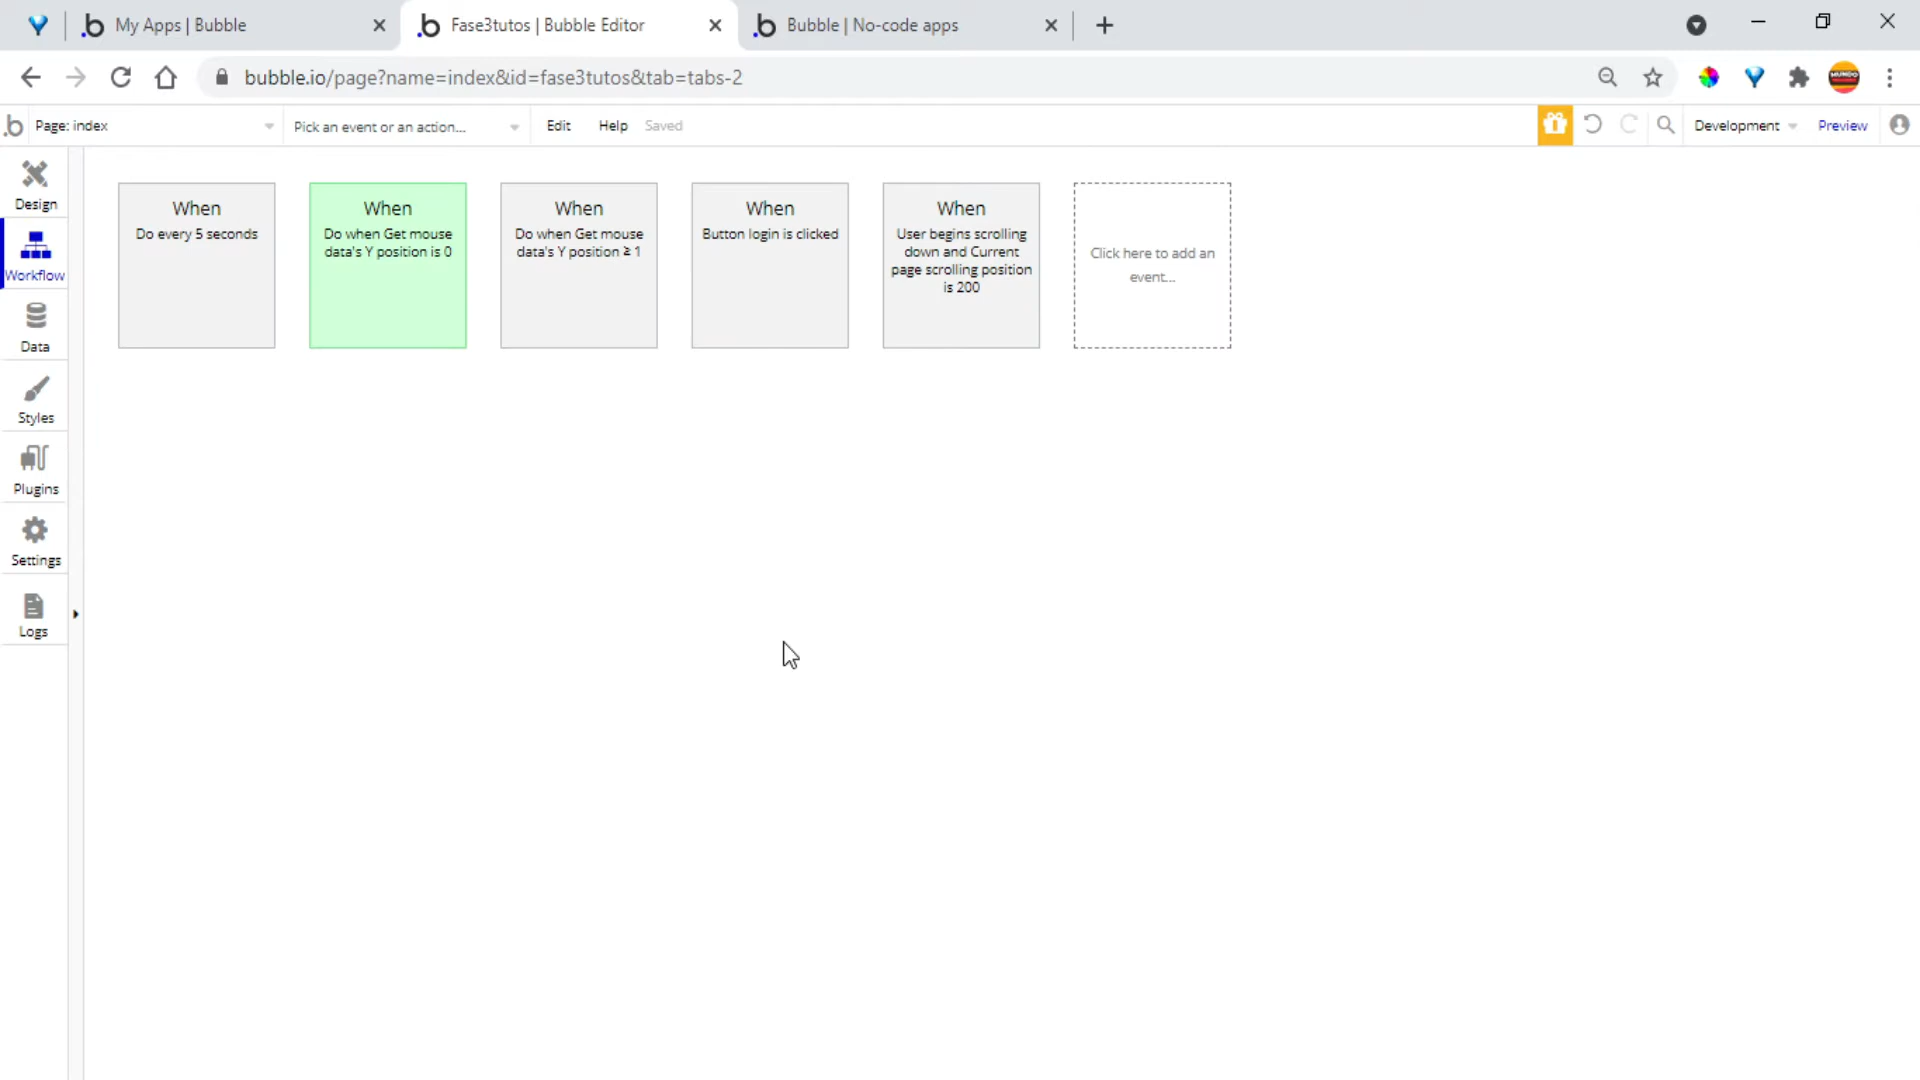 My Apps | Bubble
Fase3tutos | Bubble Editor
Bubble | No-code apps
bubble.io/page?name=index&id=fase3tutos&tab=tabs-2
Page: index
Pick an event or an action...
Edit
Help
Saved
Development
Preview
Design
Workflow
Data
Styles
Plugins
Settings
Logs
When
Do every 5 seconds
When
Do when Get mouse
data's Y position is 0
When
Do when Get mouse
data's Y position ≥ 1
When
Button login is clicked
When
User begins scrolling
down and Current
page scrolling position
is 200
Click here to add an
event...